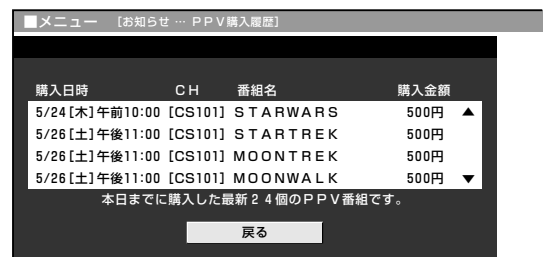 ■メニュー [お知らせ … ＰＰＶ購入履歴]
購入日時 ＣＨ 番組名 購入金額
5/24[木]午前10:00 [CS101] ＳＴＡＲＷＡＲＳ 500円 ▲
5/26[土]午後11:00 [CS101] ＳＴＡＲＴＲＥＫ 500円
5/26[土]午後11:00 [CS101] ＭＯＯＮＴＲＥＫ 500円
5/26[土]午後11:00 [CS101] ＭＯＯＮＷＡＬＫ 500円 ▼
本日までに購入した最新２４個のＰＰＶ番組です。
戻る